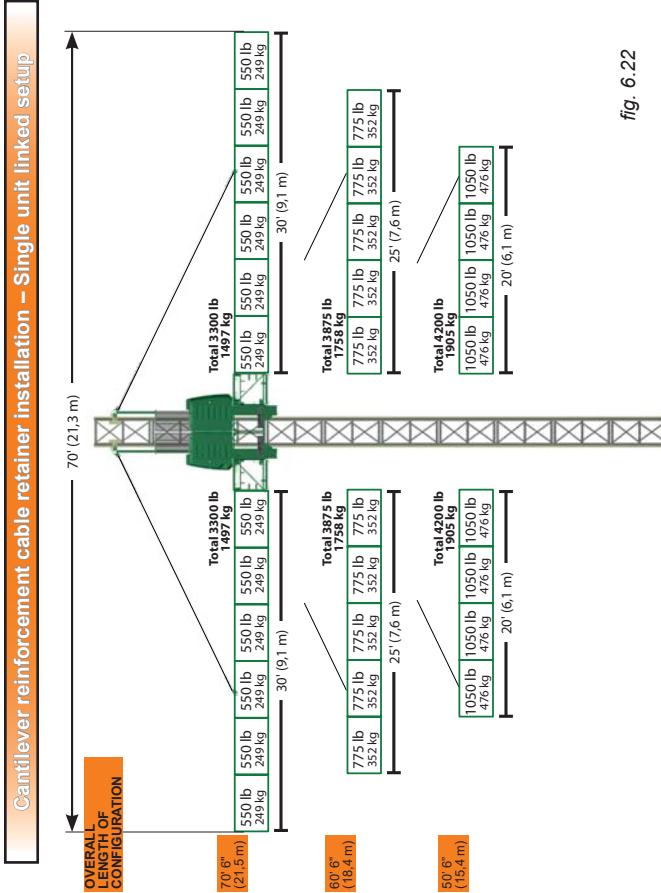 Cantilever reinforcement cable retainer installation – Single unit linked setup
OVERALL
LENGTH OF
CONFIGURATION
70' (21,3 m)
70' 6"
(21,5 m)
Total 3300 lb
1497 kg
Total 3300 lb
1497 kg
550 lb
249 kg
550 lb
249 kg
550 lb
249 kg
550 lb
249 kg
550 lb
249 kg
550 lb
249 kg
550 lb
249 kg
550 lb
249 kg
550 lb
249 kg
550 lb
249 kg
550 lb
249 kg
550 lb
249 kg
30' (9,1 m)
30' (9,1 m)
60' 6"
(18,4 m)
Total 3875 lb
1758 kg
Total 3875 lb
1758 kg
775 lb
352 kg
775 lb
352 kg
775 lb
352 kg
775 lb
352 kg
775 lb
352 kg
775 lb
352 kg
775 lb
352 kg
775 lb
352 kg
775 lb
352 kg
775 lb
352 kg
25' (7,6 m)
25' (7,6 m)
50' 6"
(15,4 m)
Total 4200 lb
1905 kg
Total 4200 lb
1905 kg
1050 lb
476 kg
1050 lb
476 kg
1050 lb
476 kg
1050 lb
476 kg
1050 lb
476 kg
1050 lb
476 kg
1050 lb
476 kg
1050 lb
476 kg
20' (6,1 m)
20' (6,1 m)
fig. 6.22